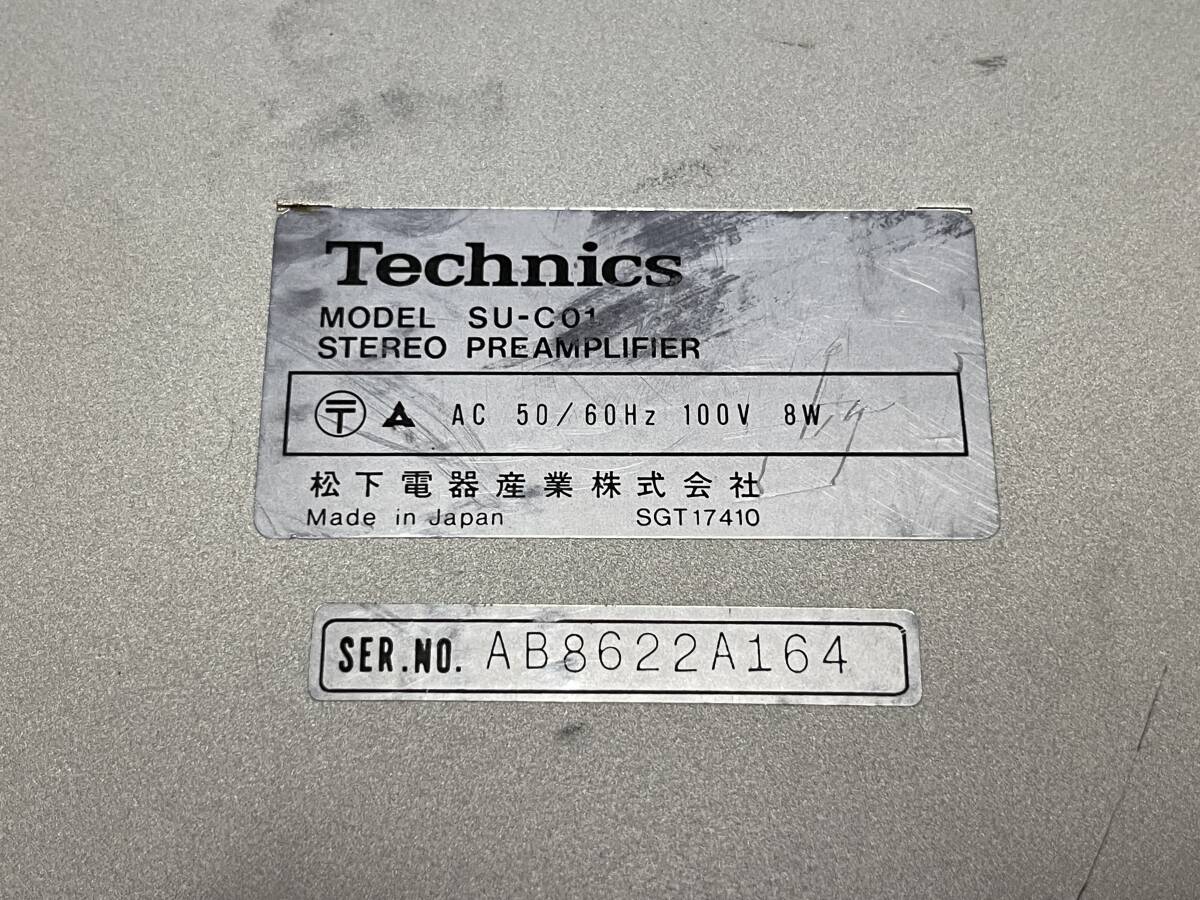 Technics
MODEL SU-C01
STEREO PREAMPLIFIER
〒 AC 50/60Hz 100V 8W
松下電器産業株式会社
Made in Japan SGT17410
SER.NO. AB8622A164